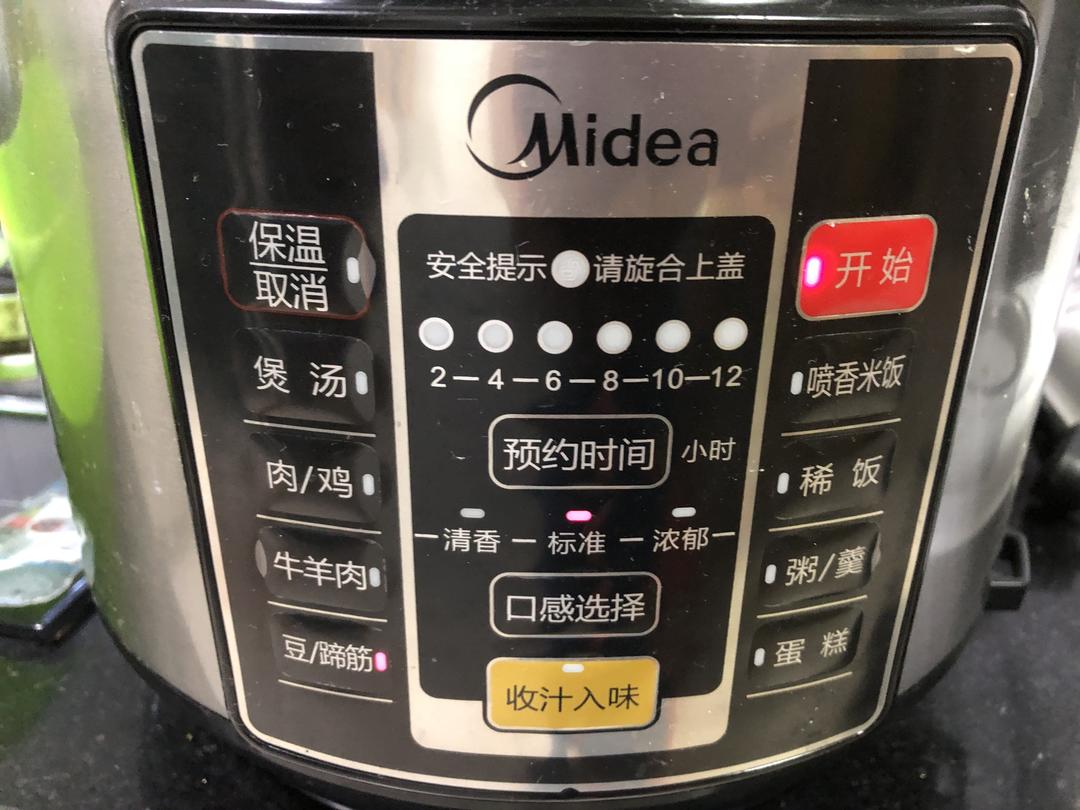 Midea
保温
取消
安全提示 请旋合上盖
开始
2—4—6—8—10—12
煲 汤
喷香米饭
预约时间 小时
肉/鸡
稀 饭
清香 — 标准 — 浓郁
牛羊肉
粥/羹
口感选择
豆/蹄筋
蛋 糕
收汁入味